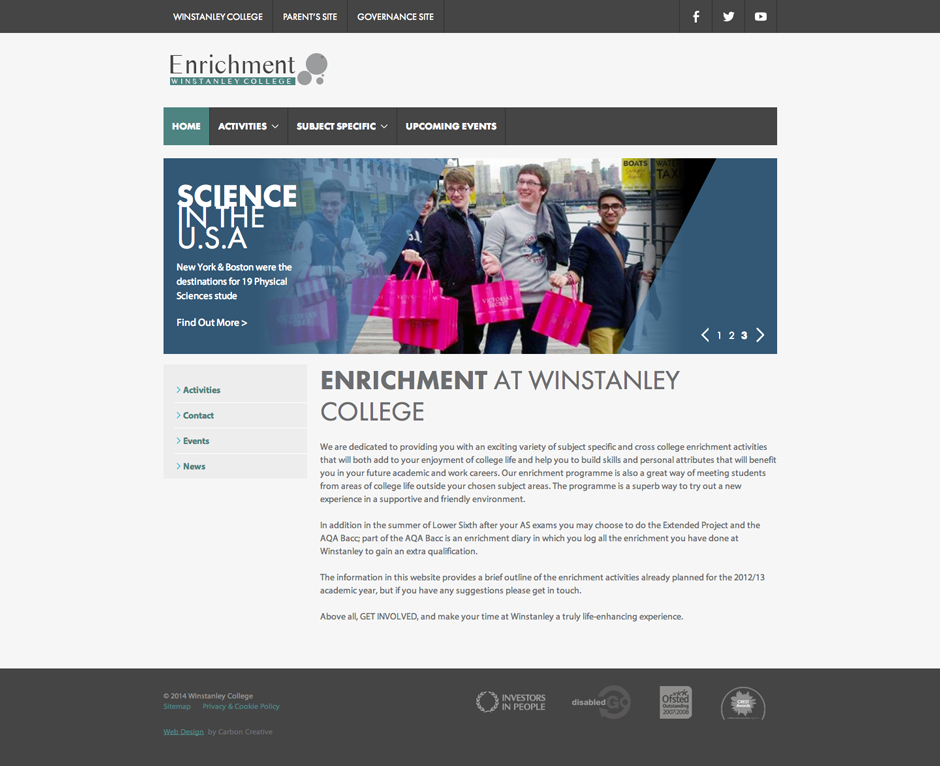 WINSTANLEY COLLEGE PARENT'S SITE GOVERNANCE SITE
Enrichment
WINSTANLEY COLLEGE
HOME ACTIVITIES SUBJECT SPECIFIC UPCOMING EVENTS
SCIENCE
IN THE
U.S.A
New York & Boston were the
destinations for 19 Physical
Sciences stude
Find Out More >
BOATS
TAXI
VICTORIA'S
SECRET
1 2 3
Activities
Contact
Events
News
ENRICHMENT AT WINSTANLEY
COLLEGE
We are dedicated to providing you with an exciting variety of subject specific and cross college enrichment activities
that will both add to your enjoyment of college life and help you to build skills and personal attributes that will benefit
you in your future academic and work careers. Our enrichment programme is also a great way of meeting students
from areas of college life outside your chosen subject areas. The programme is a superb way to try out a new
experience in a supportive and friendly environment.
In addition in the summer of Lower Sixth after your AS exams you may choose to do the Extended Project and the
AQA Bacc; part of the AQA Bacc is an enrichment diary in which you log all the enrichment you have done at
Winstanley to gain an extra qualification.
The information in this website provides a brief outline of the enrichment activities already planned for the 2012/13
academic year, but if you have any suggestions please get in touch.
Above all, GET INVOLVED, and make your time at Winstanley a truly life-enhancing experience.
© 2014 Winstanley College
Sitemap Privacy & Cookie Policy
Web Design by Carbon Creative
INVESTORS
IN PEOPLE
disabledGO
Ofsted
Outstanding
2007|2008